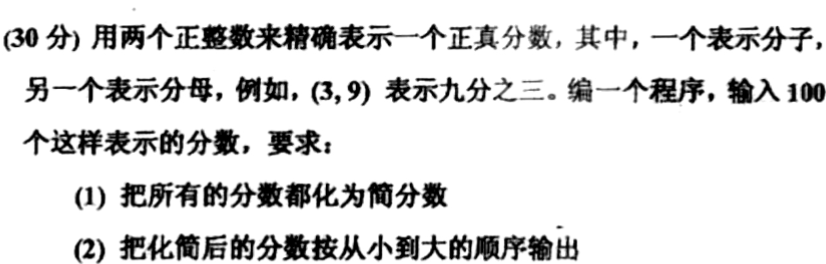 (30 分) 用两个正整数来精确表示一个正真分数, 其中, 一个表示分子,
另一个表示分母, 例如, (3, 9) 表示九分之三。编一个程序, 输入 100
个这样表示的分数, 要求:
(1) 把所有的分数都化为简分数
(2) 把化简后的分数按从小到大的顺序输出